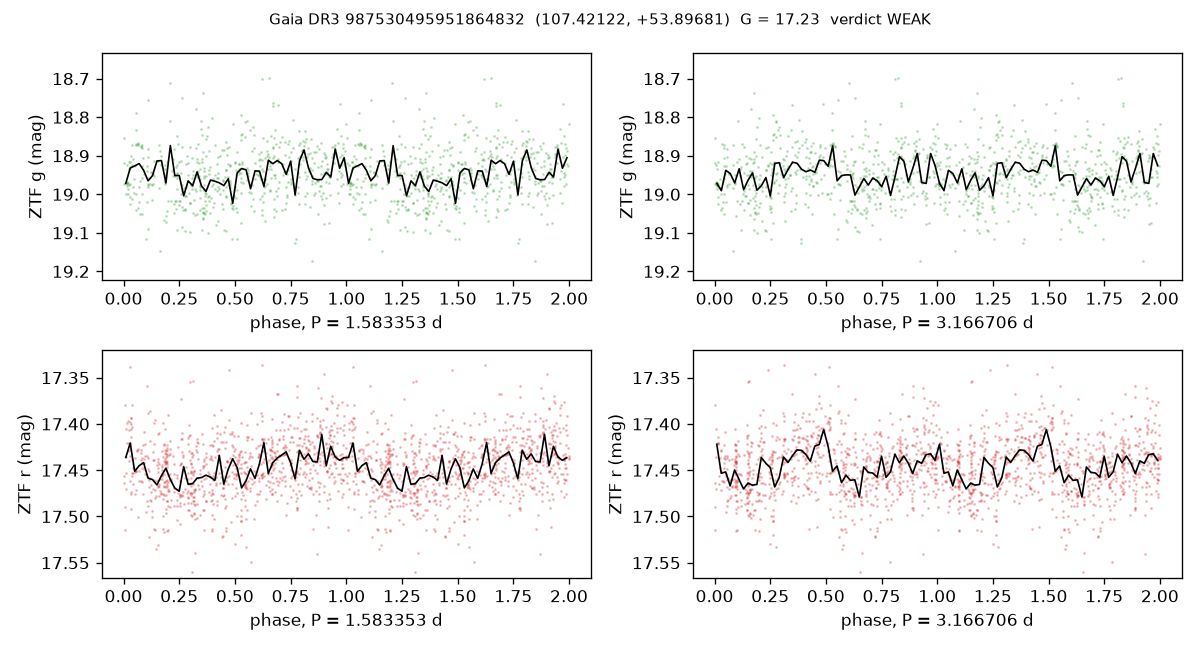 Gaia DR3 987530495951864832 (107.42122, +53.89681) G = 17.23 verdict WEAK
ZTF g (mag)
18.7
18.8
18.9
19.0
19.1
19.2
0.00 0.25 0.50 0.75 1.00 1.25 1.50 1.75 2.00
phase, P = 1.583353 d
ZTF g (mag)
18.7
18.8
18.9
19.0
19.1
19.2
0.00 0.25 0.50 0.75 1.00 1.25 1.50 1.75 2.00
phase, P = 3.166706 d
ZTF r (mag)
17.35
17.40
17.45
17.50
17.55
0.00 0.25 0.50 0.75 1.00 1.25 1.50 1.75 2.00
phase, P = 1.583353 d
ZTF r (mag)
17.35
17.40
17.45
17.50
17.55
0.00 0.25 0.50 0.75 1.00 1.25 1.50 1.75 2.00
phase, P = 3.166706 d